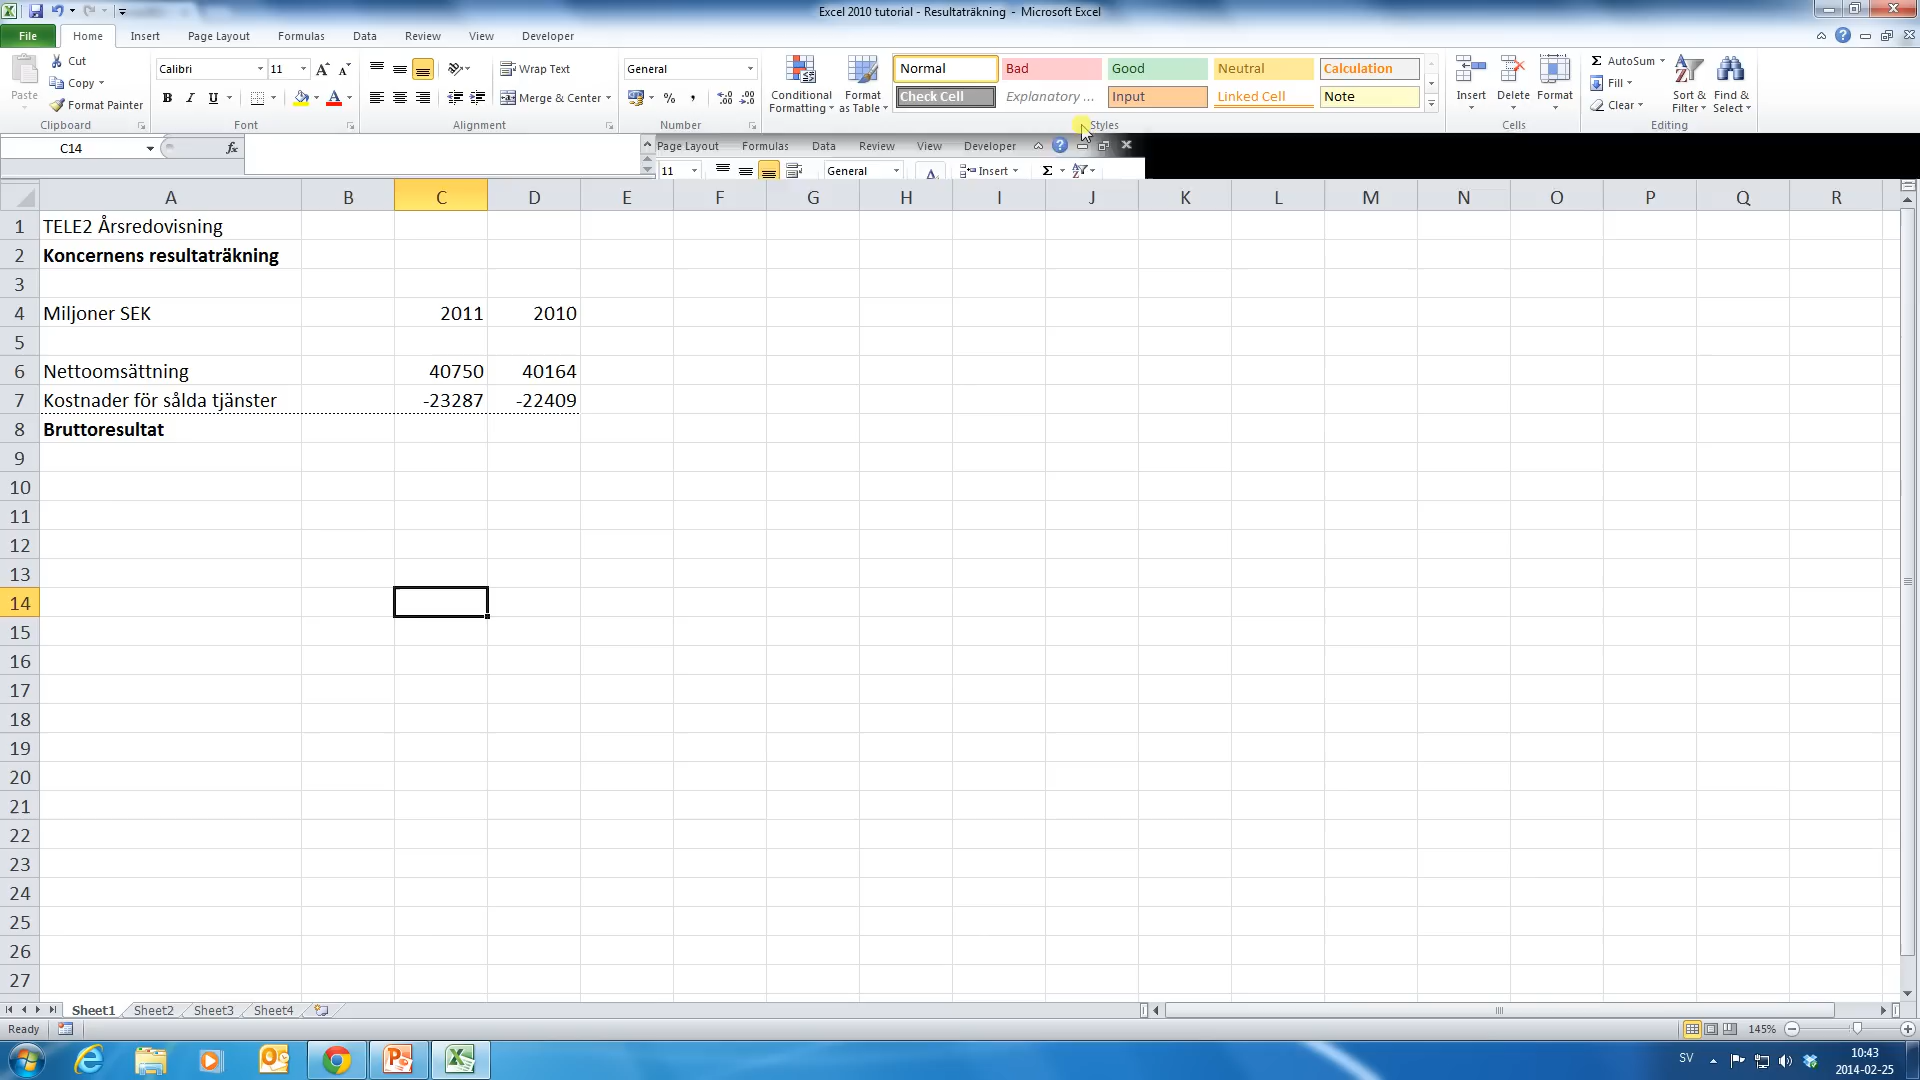 Excel 2010 tutorial - Resultaträkning - Microsoft Excel
File Home Insert Page Layout Formulas Data Review View Developer
Cut
Copy
Format Painter
Paste
Clipboard
Calibri 11
B I U
Font
Wrap Text
Merge & Center
Alignment
General
Number
Conditional Formatting
Format as Table
Normal Bad Good Neutral Calculation
Check Cell Explanatory ... Input Linked Cell Note
Styles
Insert Delete Format
Cells
AutoSum
Fill
Clear
Sort & Filter
Find & Select
Editing
C14 fx
Page Layout Formulas Data Review View Developer
11 General Insert
A B C D E F G H I J K L M N O P Q R
1 TELE2 Årsredovisning
2 Koncernens resultaträkning
3
4 Miljoner SEK 2011 2010
5
6 Nettoomsättning 40750 40164
7 Kostnader för sålda tjänster -23287 -22409
8 Bruttoresultat
9
10
11
12
13
14
15
16
17
18
19
20
21
22
23
24
25
26
27
Sheet1 Sheet2 Sheet3 Sheet4
Ready 145%
SV 10:43
2014-02-25